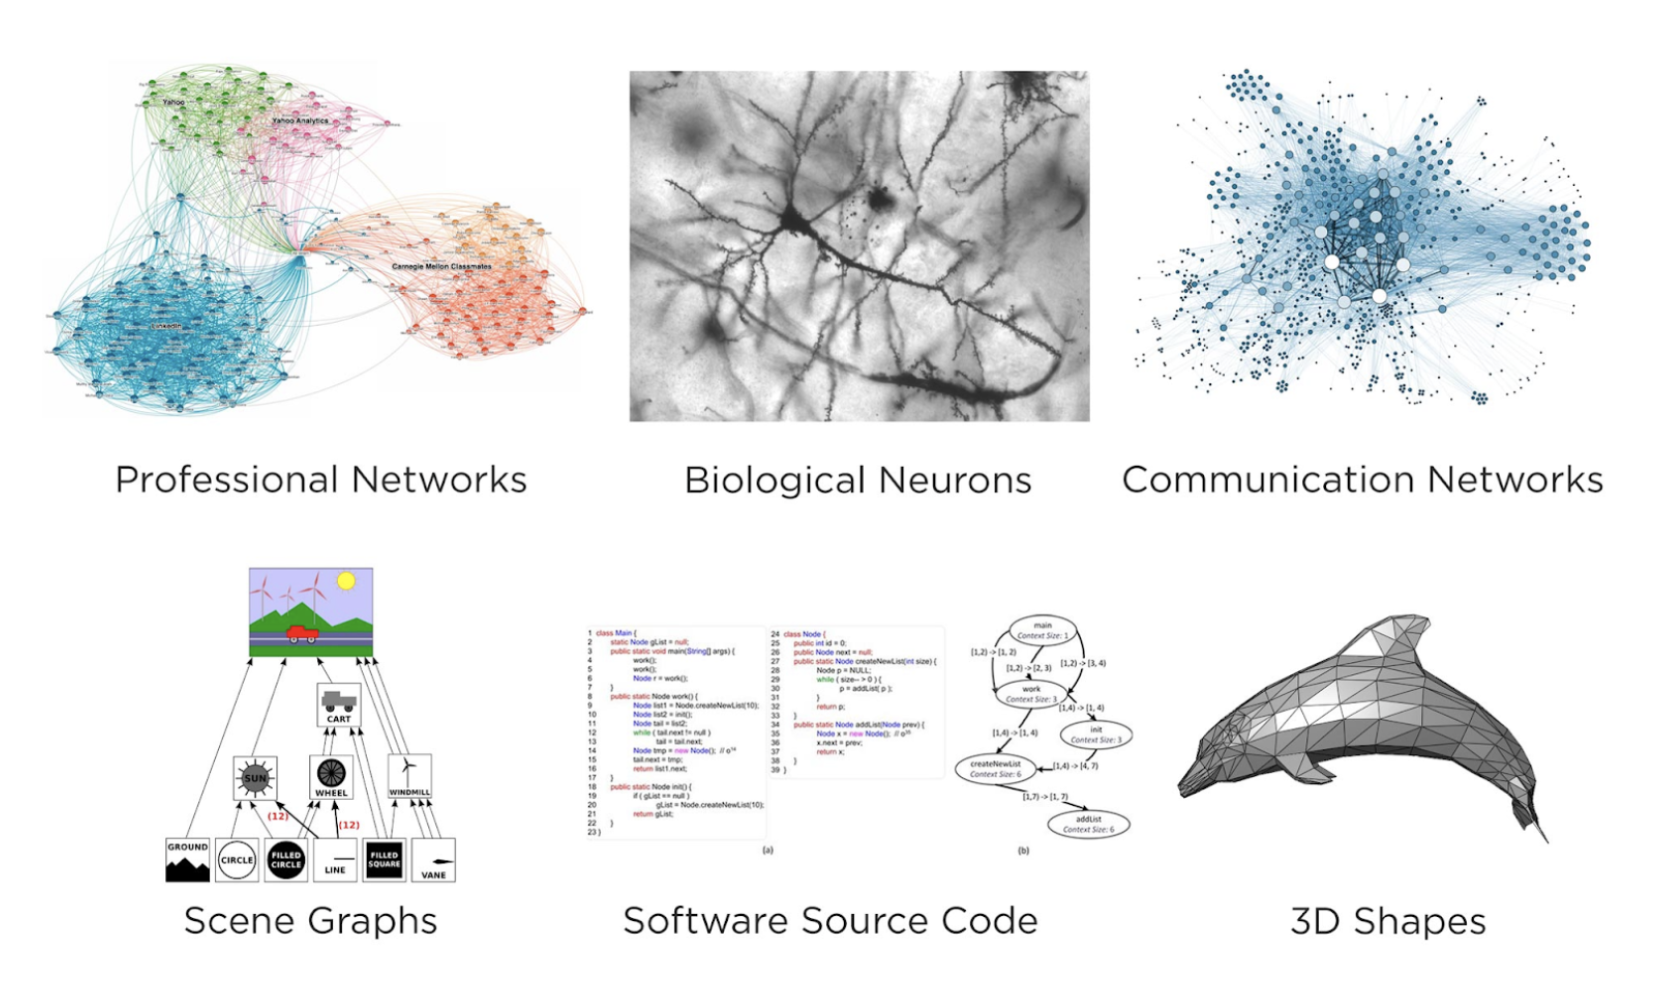 Yahoo
Yahoo Analytics
Carnegie Mellon Classmates
LinkedIn
Professional Networks
Biological Neurons
Communication Networks
CART
SUN
WHEEL
WINDMILL
(12)
(12)
GROUND
CIRCLE
FILLED
CIRCLE
LINE
FILLED
SQUARE
VANE
Scene Graphs
1 class Main {
2 static Node gList = null;
3 public static void main(String[] args) {
4 work();
5 work();
6 Node r = work();
7 }
8 public static Node work() {
9 Node list1 = Node.createNewList(10);
10 Node list2 = init();
11 Node tail = list2;
12 while ( tail.next != null )
13 tail = tail.next;
14 Node tmp = new Node(); //
15 tail.next = tmp;
16 return list1.next;
17 }
18 public static Node init() {
19 if ( gList == null )
20 gList = Node.createNewList(10);
21 return gList;
22 }
23 }
24 class Node {
25 public int id = 0;
26 public Node next = null;
27 public static Node createNewList(int size) {
28 Node p = NULL;
29 while ( size-- > 0 ) {
30 p = addList( p );
31 }
32 return p;
33 }
34 public static Node addList(Node prev) {
35 Node x = new Node(); //
36 x.next = prev;
37 return x;
38 }
39 }
(a)
main
Context Size: 1
[1,2) -> [1, 2)
[1,2) -> [2, 3)
[1,2) -> [3, 4)
work
Context Size: 3
[1,4) -> [1, 4)
init
Context Size: 3
[1,4) -> [1, 4)
createNewList
Context Size: 6
[1,4) -> [4, 7)
[1,7) -> [1, 7)
addList
Context Size: 6
(b)
Software Source Code
3D Shapes